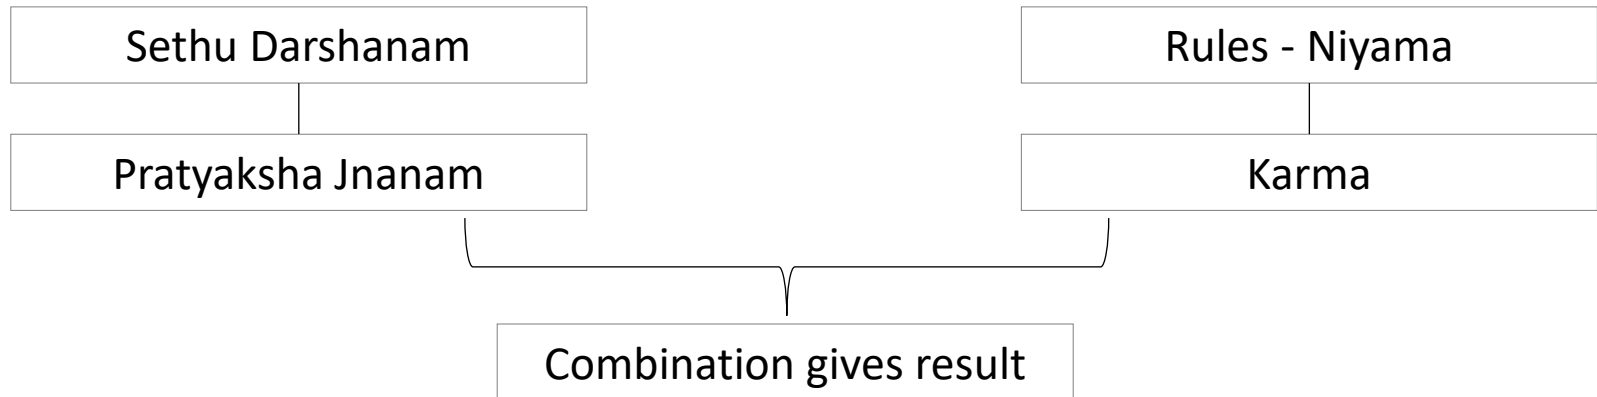 Sethu Darshanam
Rules - Niyama
Pratyaksha Jnanam
Karma
Combination gives result